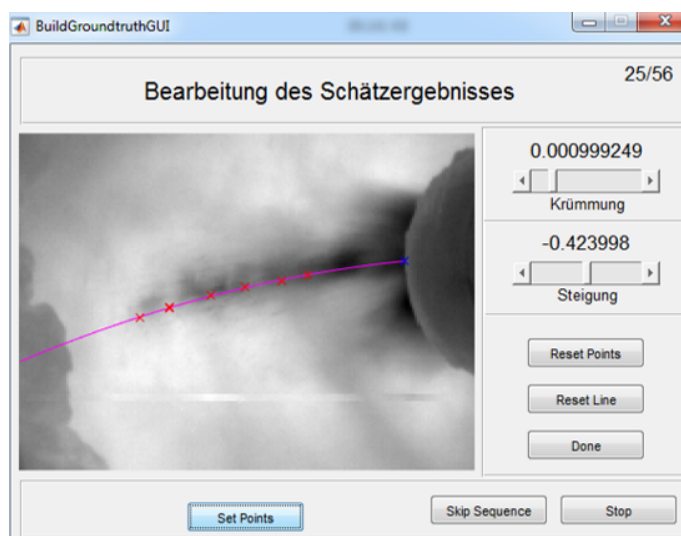 BuildGroundtruthGUI
Bearbeitung des Schätzergebnisses
25/56
0.000999249
Krümmung
-0.423998
Steigung
Reset Points
Reset Line
Done
Set Points
Skip Sequence
Stop